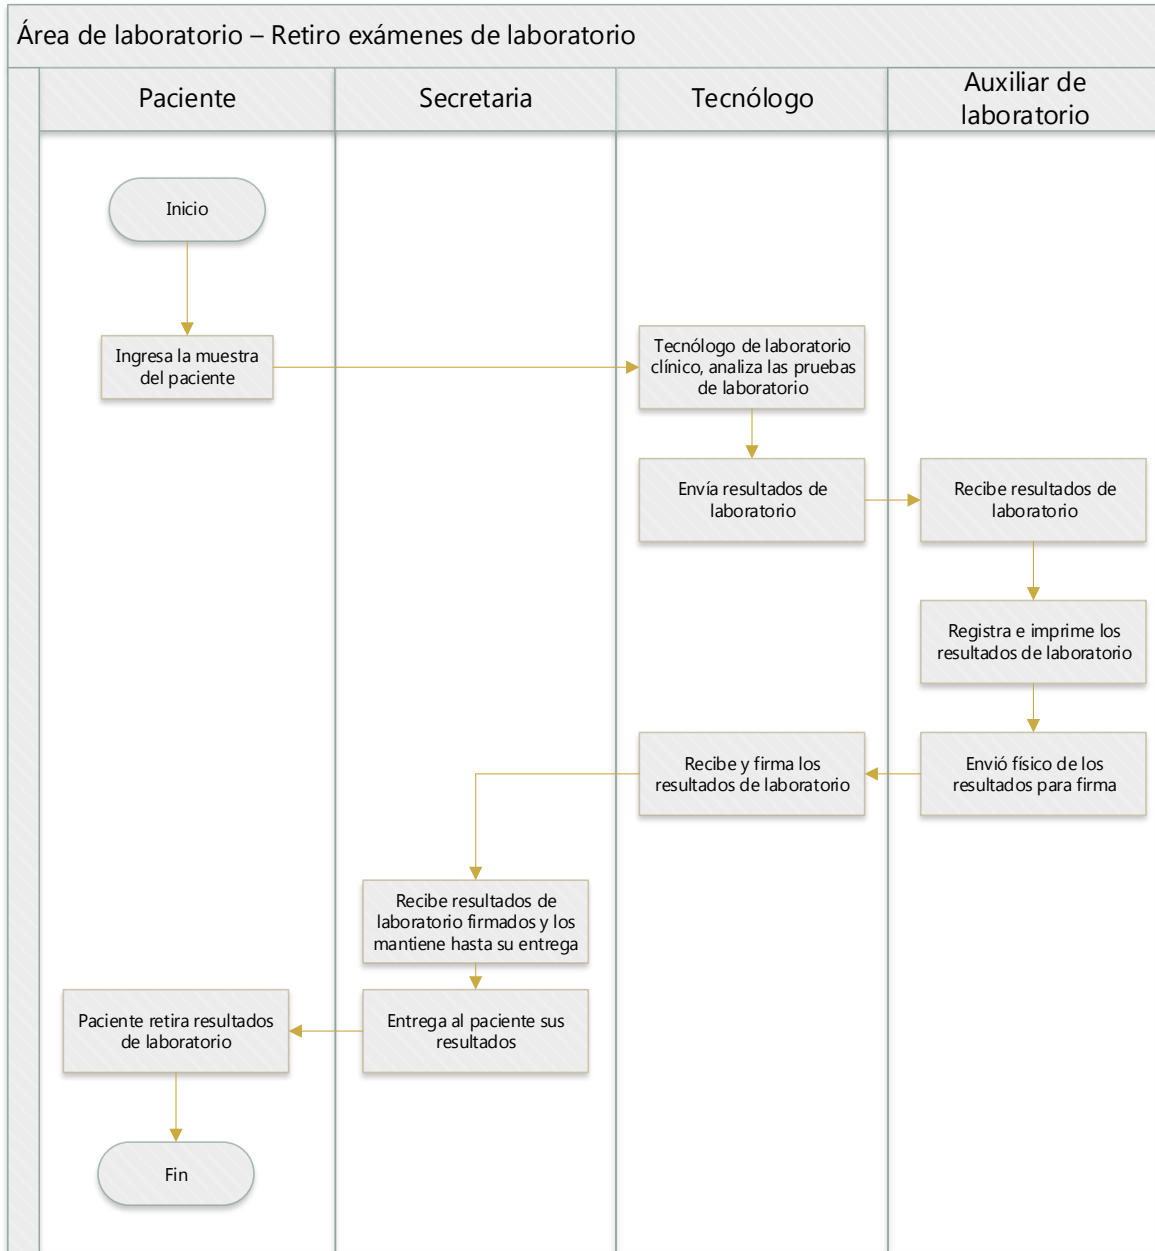 Área de laboratorio – Retiro exámenes de laboratorio
Paciente
Secretaria
Tecnólogo
Auxiliar de
laboratorio
Inicio
Ingresa la muestra
del paciente
Tecnólogo de laboratorio
clínico, analiza las pruebas
de laboratorio
Envía resultados de
laboratorio
Recibe resultados de
laboratorio
Registra e imprime los
resultados de laboratorio
Envió físico de los
resultados para firma
Recibe y firma los
resultados de laboratorio
Recibe resultados de
laboratorio firmados y los
mantiene hasta su entrega
Entrega al paciente sus
resultados
Paciente retira resultados
de laboratorio
Fin